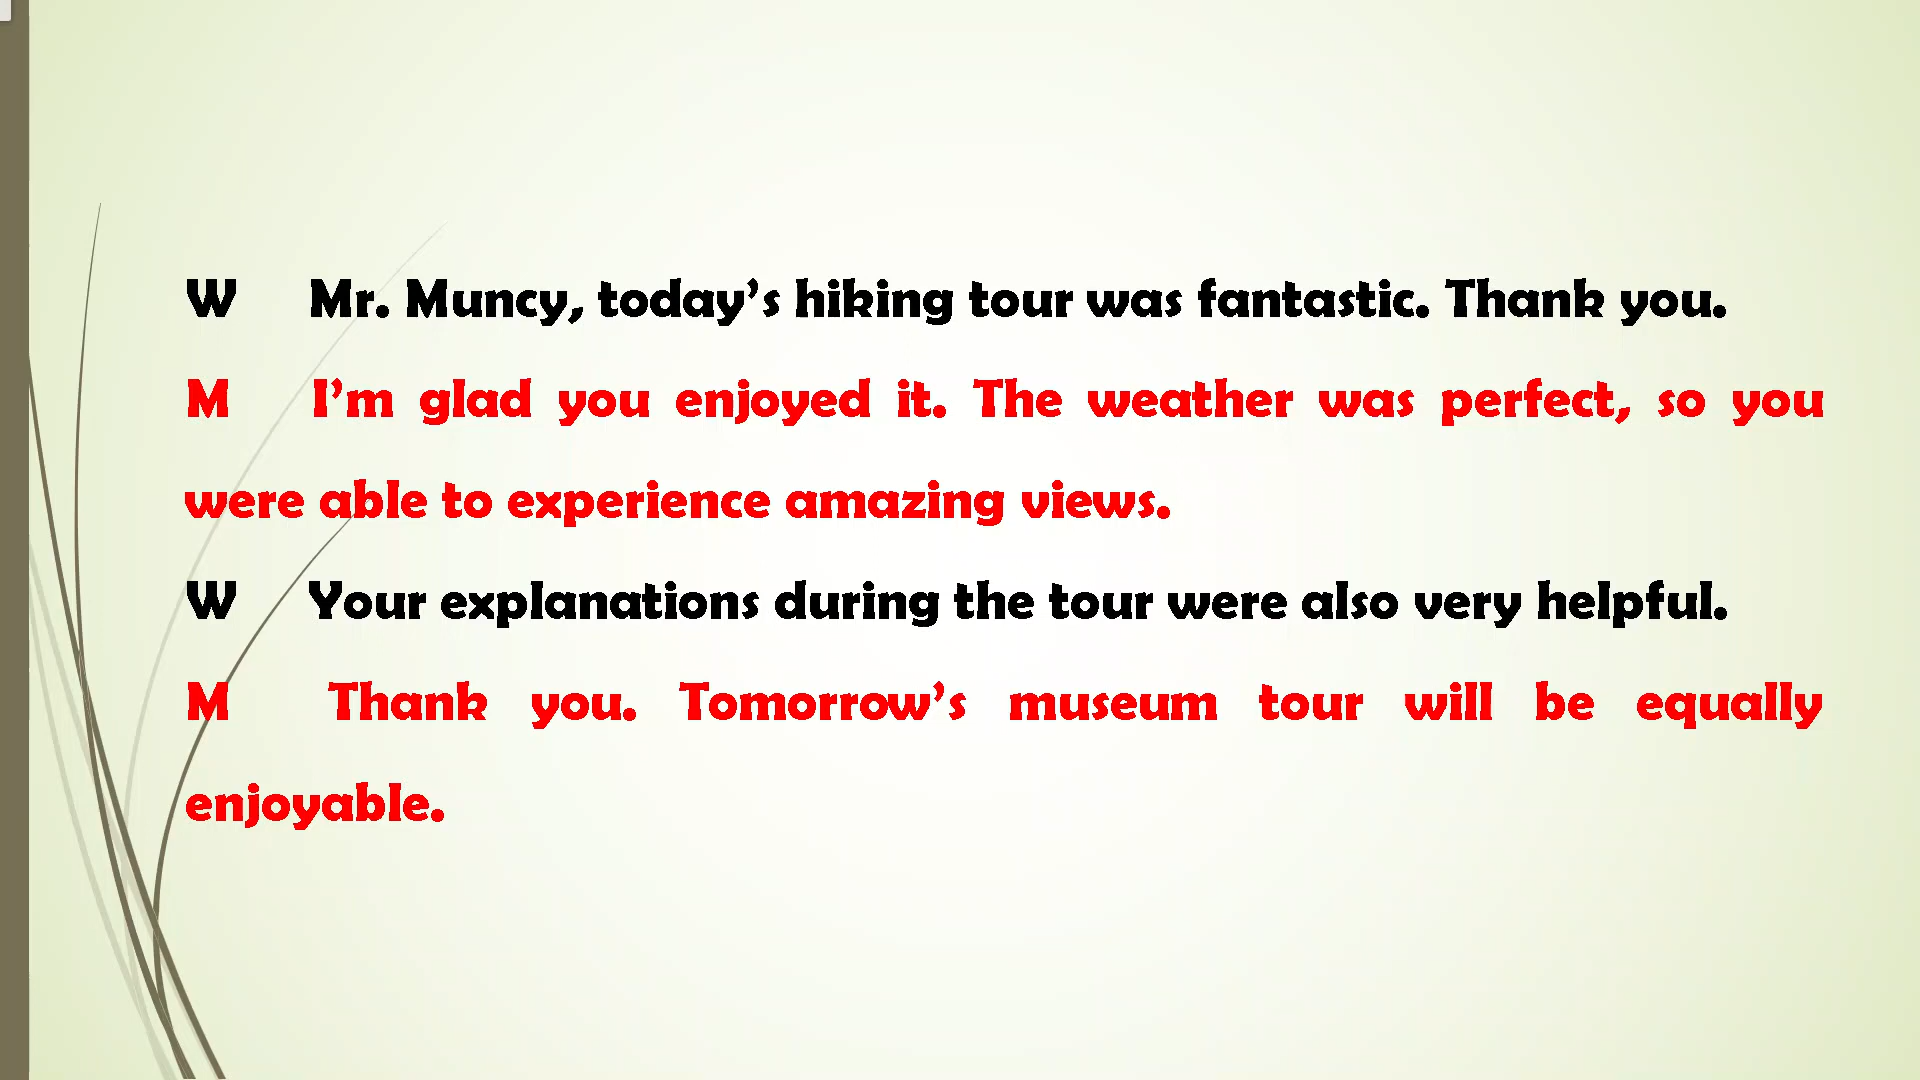 W Mr. Muncy, today’s hiking tour was fantastic. Thank you.
M I’m glad you enjoyed it. The weather was perfect, so you
were able to experience amazing views.
W Your explanations during the tour were also very helpful.
M Thank you. Tomorrow’s museum tour will be equally
enjoyable.